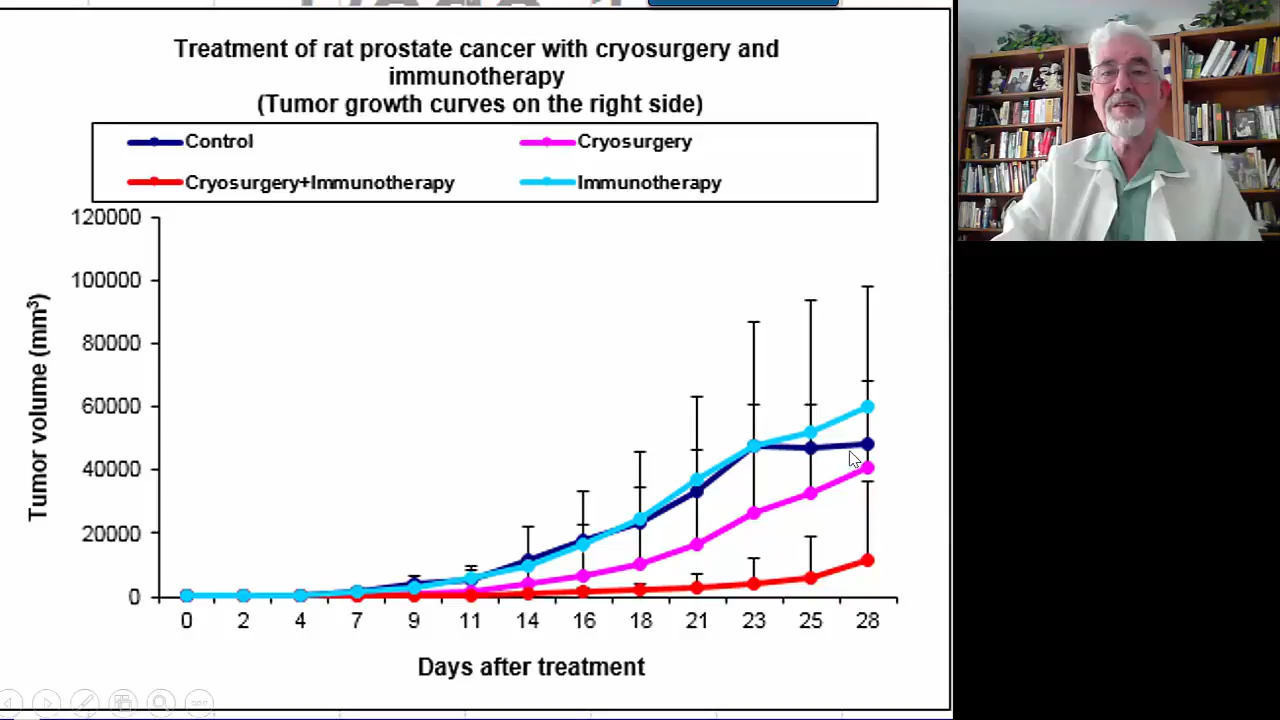 Treatment of rat prostate cancer with cryosurgery and
immunotherapy
(Tumor growth curves on the right side)
Control
Cryosurgery
Cryosurgery+Immunotherapy
Immunotherapy
120000
100000
80000
60000
40000
20000
0
Tumor volume (mm³)
0 2 4 7 9 11 14 16 18 21 23 25 28
Days after treatment